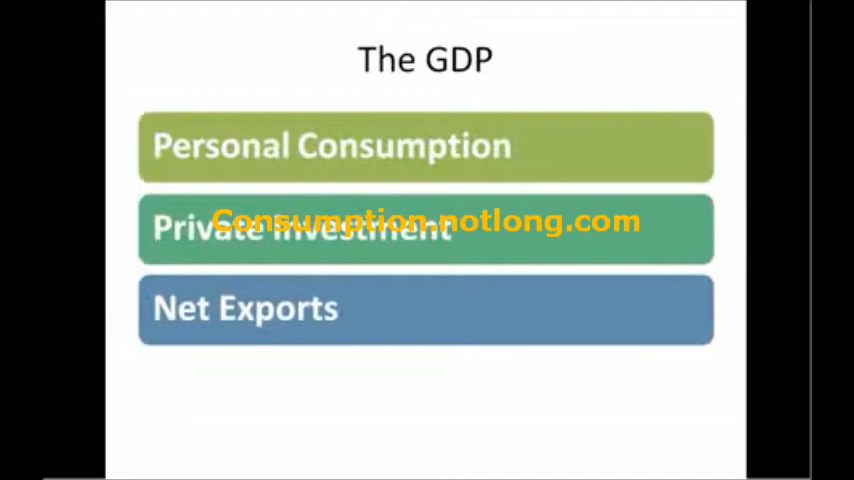 The GDP
Personal Consumption
Private Investment
Consumption.notlong.com
Net Exports